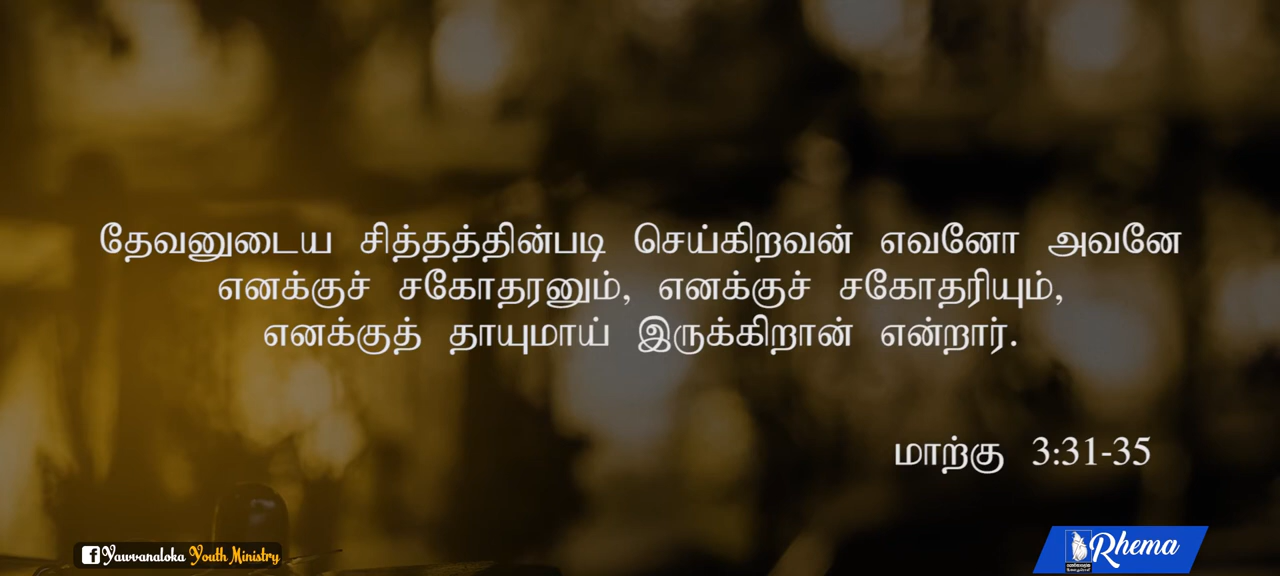 தேவனுடைய சித்தத்தின்படி செய்கிறவன் எவனோ அவனே
எனக்குச் சகோதரனும், எனக்குச் சகோதரியும்,
எனக்குத் தாயுமாய் இருக்கிறான் என்றார்.
மாற்கு 3:31-35
Yawvanaloka Youth Ministry
Rhema